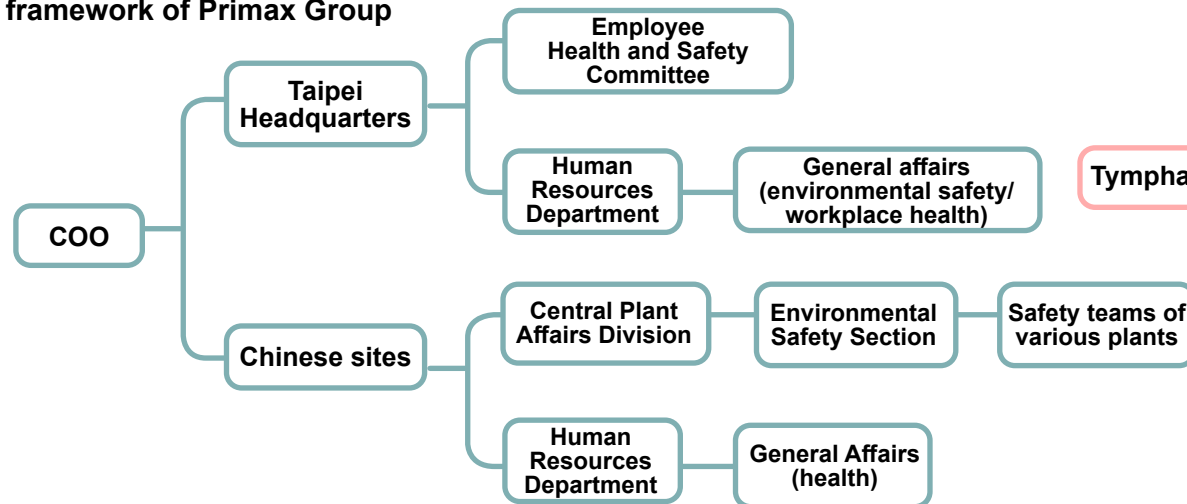 framework of Primax Group
Employee
Health and Safety
Committee
Taipei
Headquarters
Human
Resources
Department
General affairs
(environmental safety/
workplace health)
Tympha
COO
Central Plant
Affairs Division
Environmental
Safety Section
Safety teams of
various plants
Chinese sites
Human
Resources
Department
General Affairs
(health)